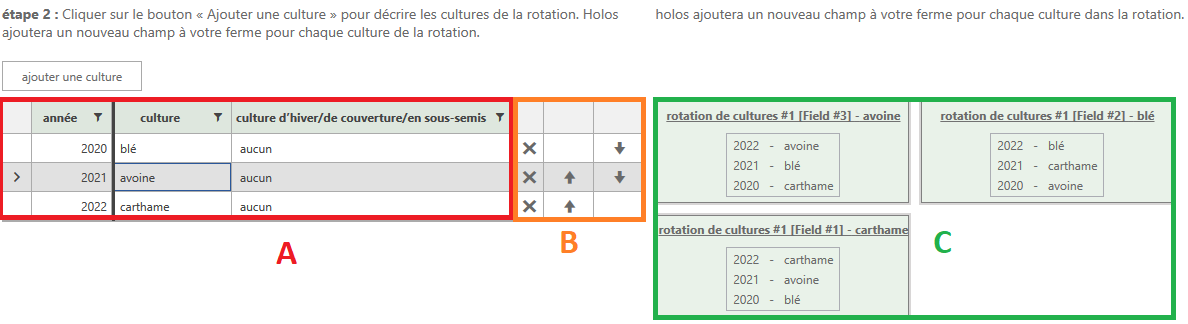 étape 2 : Cliquer sur le bouton « Ajouter une culture » pour décrire les cultures de la rotation. Holos
ajoutera un nouveau champ à votre ferme pour chaque culture de la rotation.
holos ajoutera un nouveau champ à votre ferme pour chaque culture dans la rotation.
ajouter une culture
année culture culture d’hiver/de couverture/en sous-semis
2020 blé aucun
2021 avoine aucun
2022 carthame aucun
A
B
rotation de cultures #1 [Field #3] - avoine
2022 - avoine
2021 - blé
2020 - carthame
rotation de cultures #1 [Field #2] - blé
2022 - blé
2021 - carthame
2020 - avoine
rotation de cultures #1 [Field #1] - carthame
2022 - carthame
2021 - avoine
2020 - blé
C